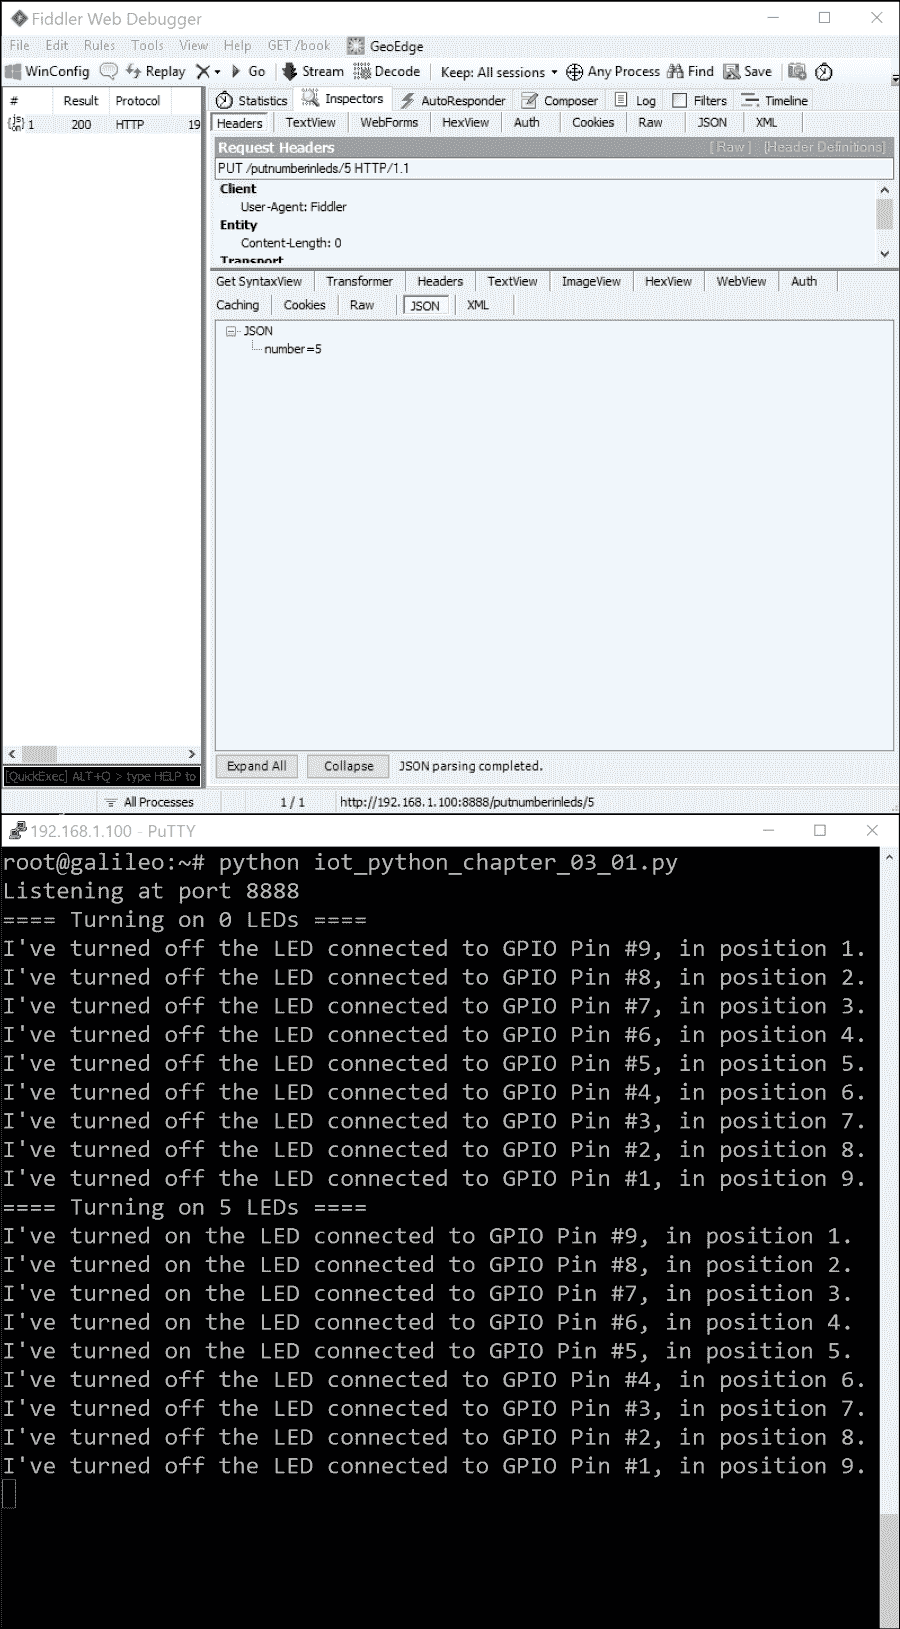 Fiddler Web Debugger
File Edit Rules Tools View Help GET /book GeoEdge
WinConfig Replay Go Stream Decode Keep: All sessions Any Process Find Save
# Result Protocol
1 200 HTTP 19
Statistics Inspectors AutoResponder Composer Log Filters Timeline
Headers TextView WebForms HexView Auth Cookies Raw JSON XML
Request Headers [ Raw ] [Header Definitions]
PUT /putnumberinleds/5 HTTP/1.1
Client
User-Agent: Fiddler
Entity
Content-Length: 0
Transport
Get SyntaxView Transformer Headers TextView ImageView HexView WebView Auth
Caching Cookies Raw JSON XML
JSON
number=5
Expand All Collapse JSON parsing completed.
[QuickExec] ALT+Q > type HELP to
All Processes 1 / 1 http://192.168.1.100:8888/putnumberinleds/5
192.168.1.100 - PuTTY
root@galileo:~# python iot_python_chapter_03_01.py
Listening at port 8888
==== Turning on 0 LEDs ====
I've turned off the LED connected to GPIO Pin #9, in position 1.
I've turned off the LED connected to GPIO Pin #8, in position 2.
I've turned off the LED connected to GPIO Pin #7, in position 3.
I've turned off the LED connected to GPIO Pin #6, in position 4.
I've turned off the LED connected to GPIO Pin #5, in position 5.
I've turned off the LED connected to GPIO Pin #4, in position 6.
I've turned off the LED connected to GPIO Pin #3, in position 7.
I've turned off the LED connected to GPIO Pin #2, in position 8.
I've turned off the LED connected to GPIO Pin #1, in position 9.
==== Turning on 5 LEDs ====
I've turned on the LED connected to GPIO Pin #9, in position 1.
I've turned on the LED connected to GPIO Pin #8, in position 2.
I've turned on the LED connected to GPIO Pin #7, in position 3.
I've turned on the LED connected to GPIO Pin #6, in position 4.
I've turned on the LED connected to GPIO Pin #5, in position 5.
I've turned off the LED connected to GPIO Pin #4, in position 6.
I've turned off the LED connected to GPIO Pin #3, in position 7.
I've turned off the LED connected to GPIO Pin #2, in position 8.
I've turned off the LED connected to GPIO Pin #1, in position 9.